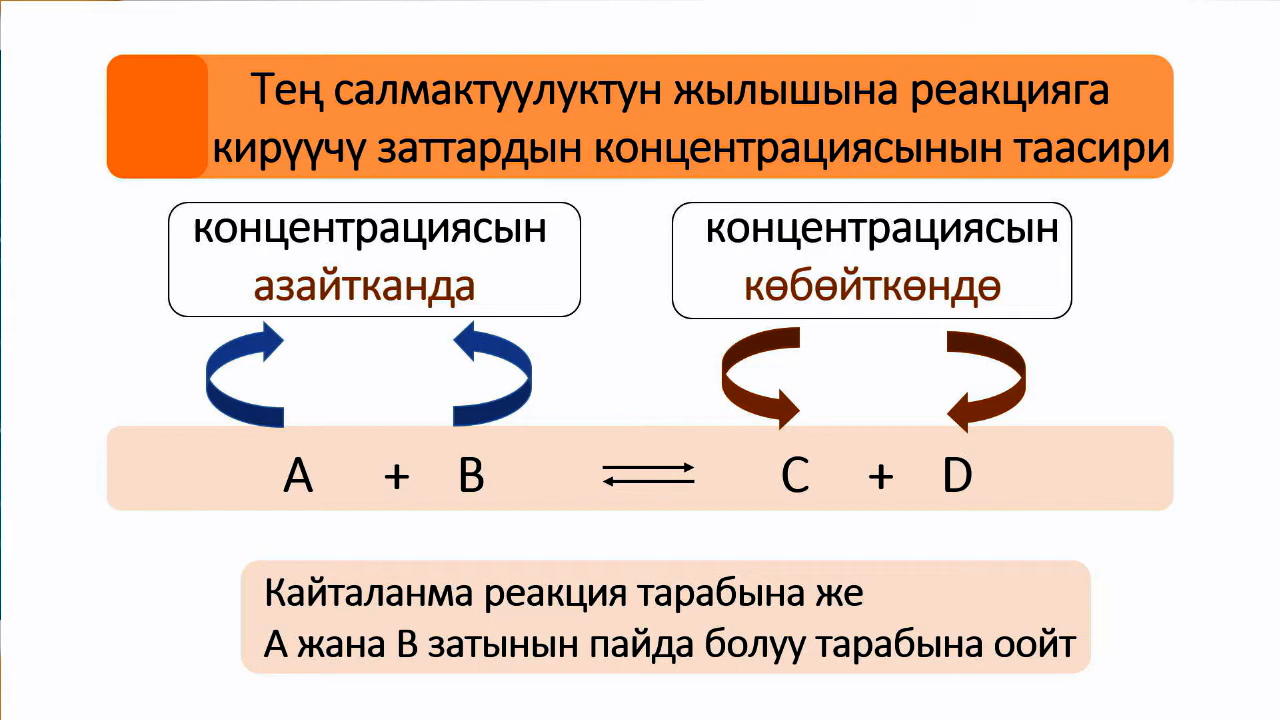 Тең салмактуулуктун жылышына реакцияга
кирүүчү заттардын концентрациясынын таасири
концентрациясын
азайтканда
концентрациясын
көбөйткөндө
A + B ⇌ C + D
Кайталанма реакция тарабына же
А жана В затынын пайда болуу тарабына оойт